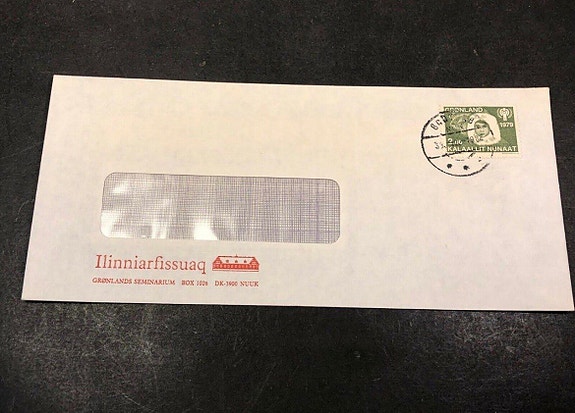 GRØNLAND
1979
KALAALLIT NUNAAT
Ilinniarfissuaq
GRØNLANDS SEMINARIUM BOX 1026 DK-3900 NUUK